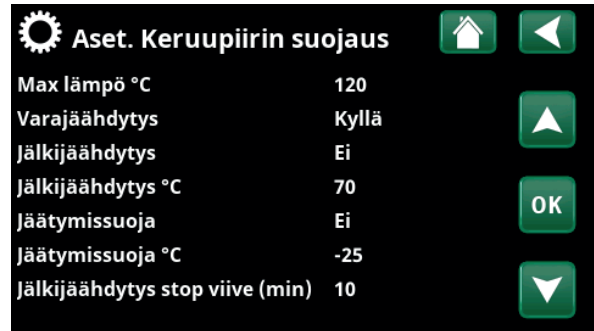 Aset. Keruupiirin suojaus
Max lämpö °C 120
Varajäähdytys Kyllä
Jälkijäähdytys Ei
Jälkijäähdytys °C 70
Jäätymissuoja Ei
Jäätymissuoja °C -25
Jälkijäähdytys stop viive (min) 10
OK